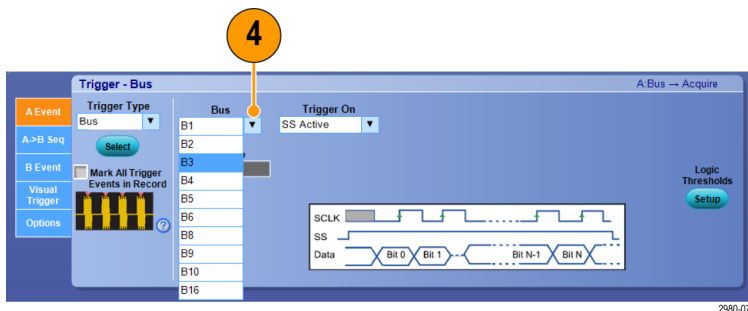 4
Trigger - Bus
A:Bus → Acquire
A Event
A->B Seq
B Event
Visual
Trigger
Options
Trigger Type
Bus
Select
Mark All Trigger
Events in Record
Bus
B1
B2
B3
B4
B5
B6
B8
B9
B10
B16
Trigger On
SS Active
SCLK
SS
Data
Bit 0
Bit 1
Bit N-1
Bit N
Logic
Thresholds
Setup